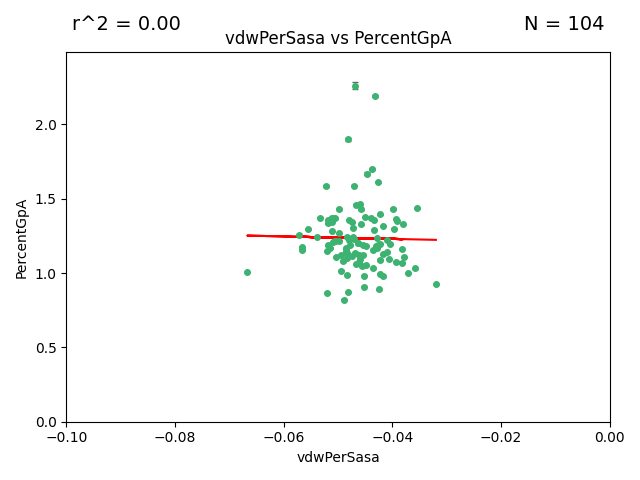 r^2 = 0.00
N = 104
vdwPerSasa vs PercentGpA
PercentGpA
2.0
1.5
1.0
0.5
0.0
−0.10 −0.08 −0.06 −0.04 −0.02 0.00
vdwPerSasa